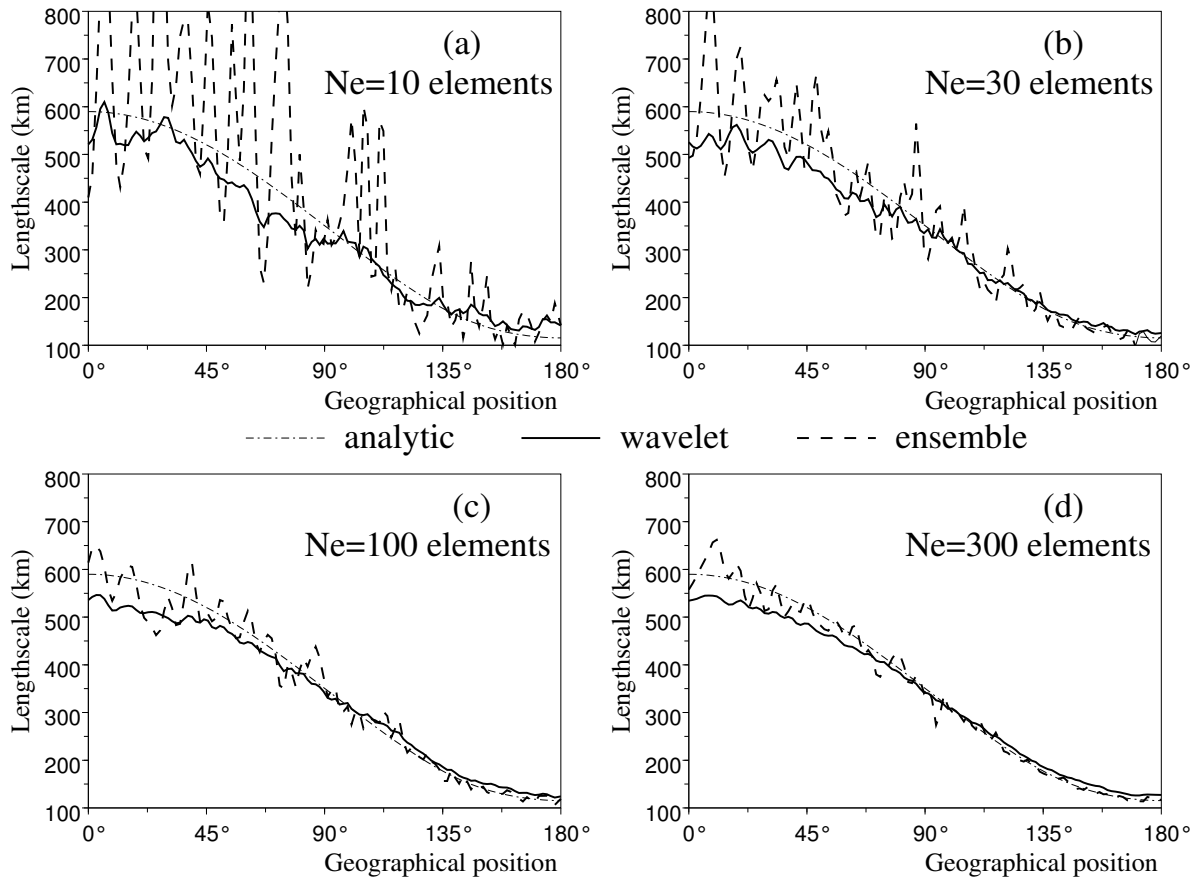 800
700
600
500
400
300
200
100
Lengthscale (km)
(a)
Ne=10 elements
0° 45° 90° 135° 180°
Geographical position
800
700
600
500
400
300
200
100
Lengthscale (km)
(b)
Ne=30 elements
0° 45° 90° 135° 180°
Geographical position
analytic wavelet ensemble
800
700
600
500
400
300
200
100
Lengthscale (km)
(c)
Ne=100 elements
0° 45° 90° 135° 180°
Geographical position
800
700
600
500
400
300
200
100
Lengthscale (km)
(d)
Ne=300 elements
0° 45° 90° 135° 180°
Geographical position